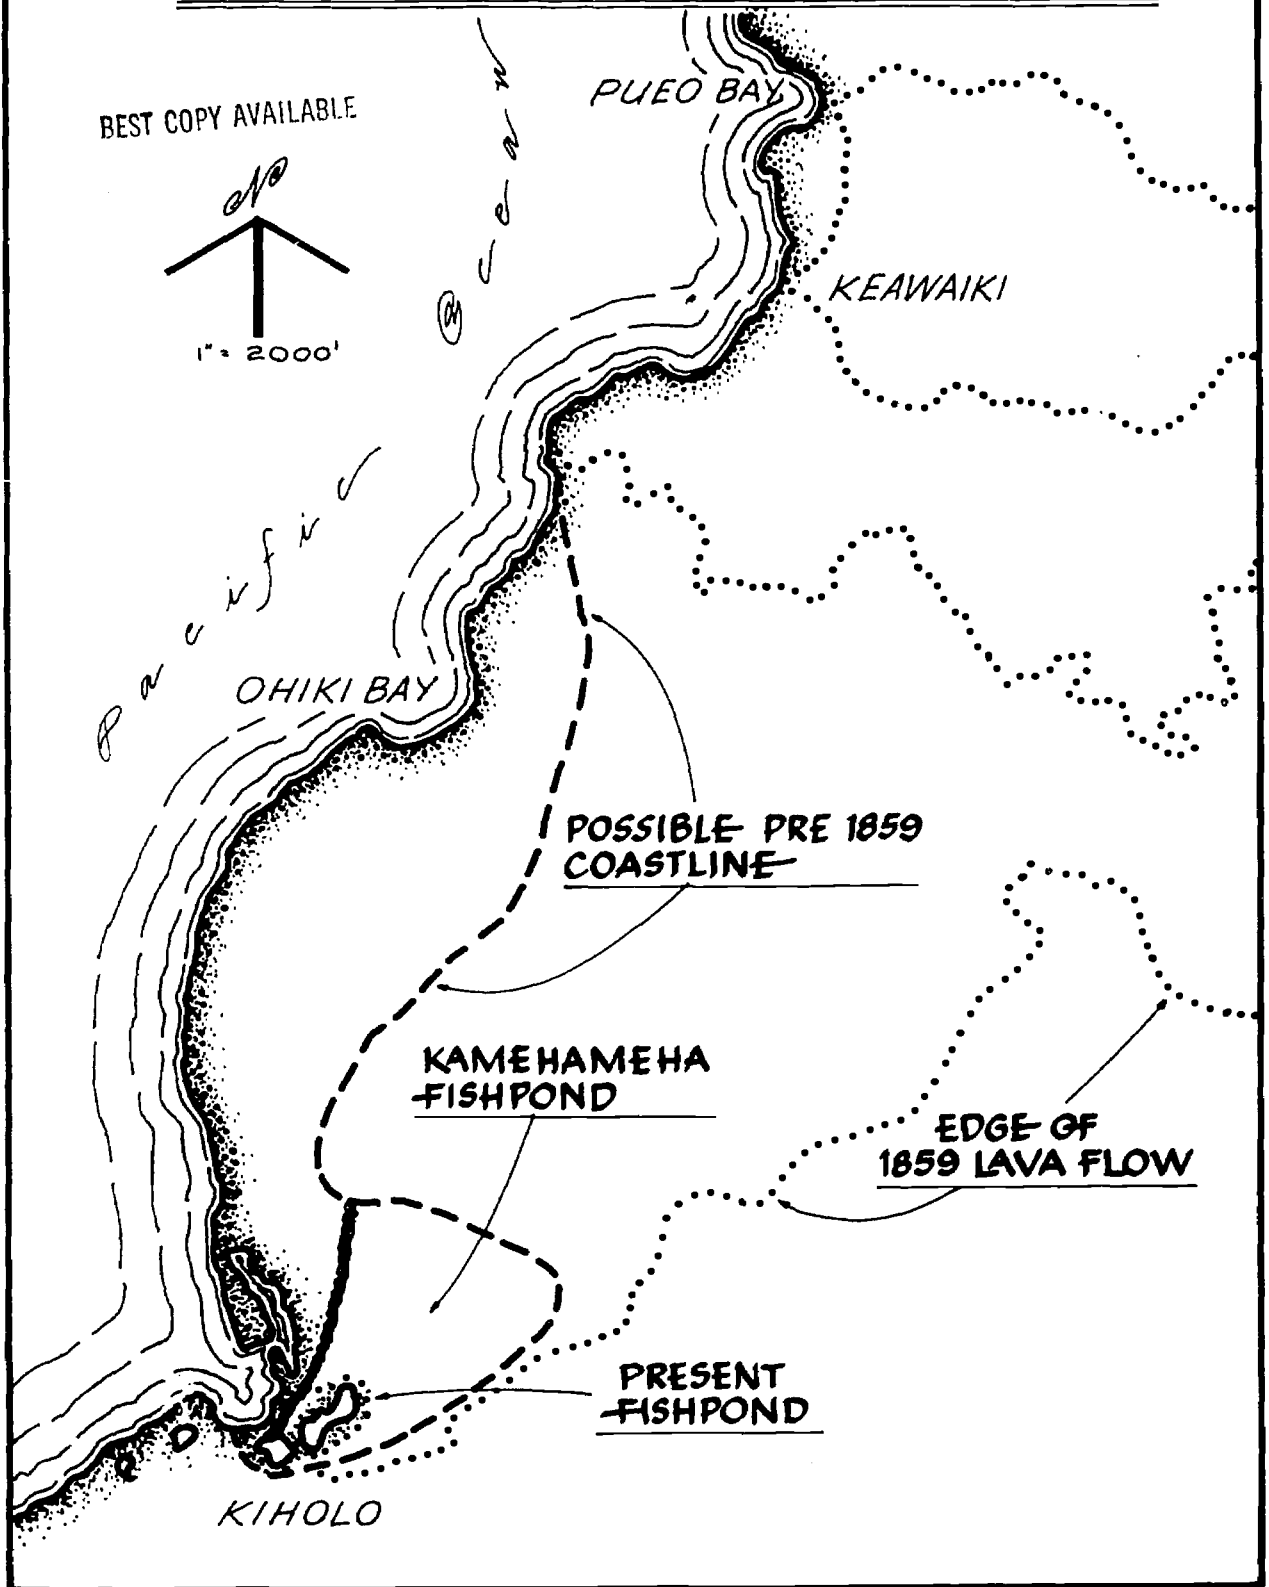 PUEO BAY
BEST COPY AVAILABLE
N
1" = 2000'
Pacific Ocean
KEAWAIKI
OHIKI BAY
POSSIBLE PRE 1859
COASTLINE
KAMEHAMEHA
FISHPOND
EDGE OF
1859 LAVA FLOW
PRESENT
FISHPOND
KIHOLO